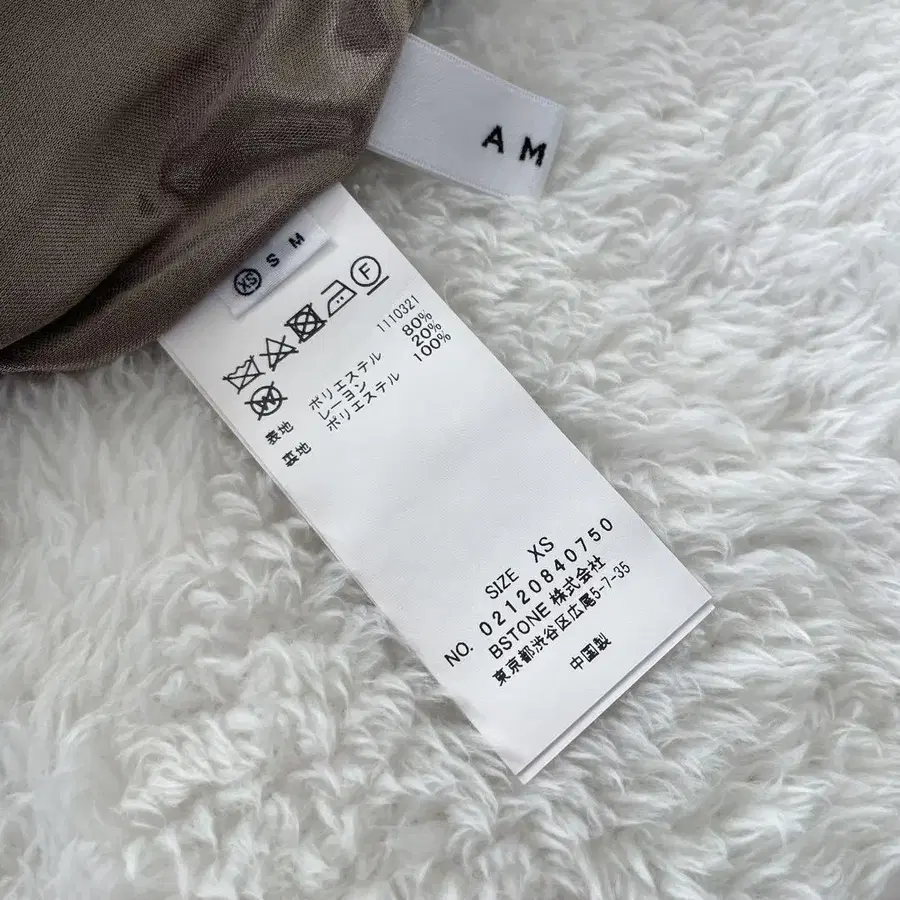 A M
XS S M
F
W
1110321
表地 ポリエステル 80%
レーヨン 20%
裏地 ポリエステル 100%
SIZE XS
NO. 02120840750
BSTONE 株式会社
東京都渋谷区広尾5-7-35
中国製